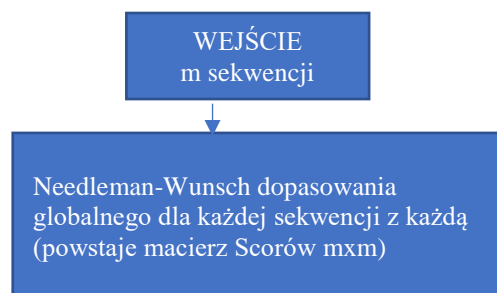 WEJŚCIE
m sekwencji
Needleman-Wunsch dopasowania
globalnego dla każdej sekwencji z każdą
(powstaje macierz Scorów mxm)